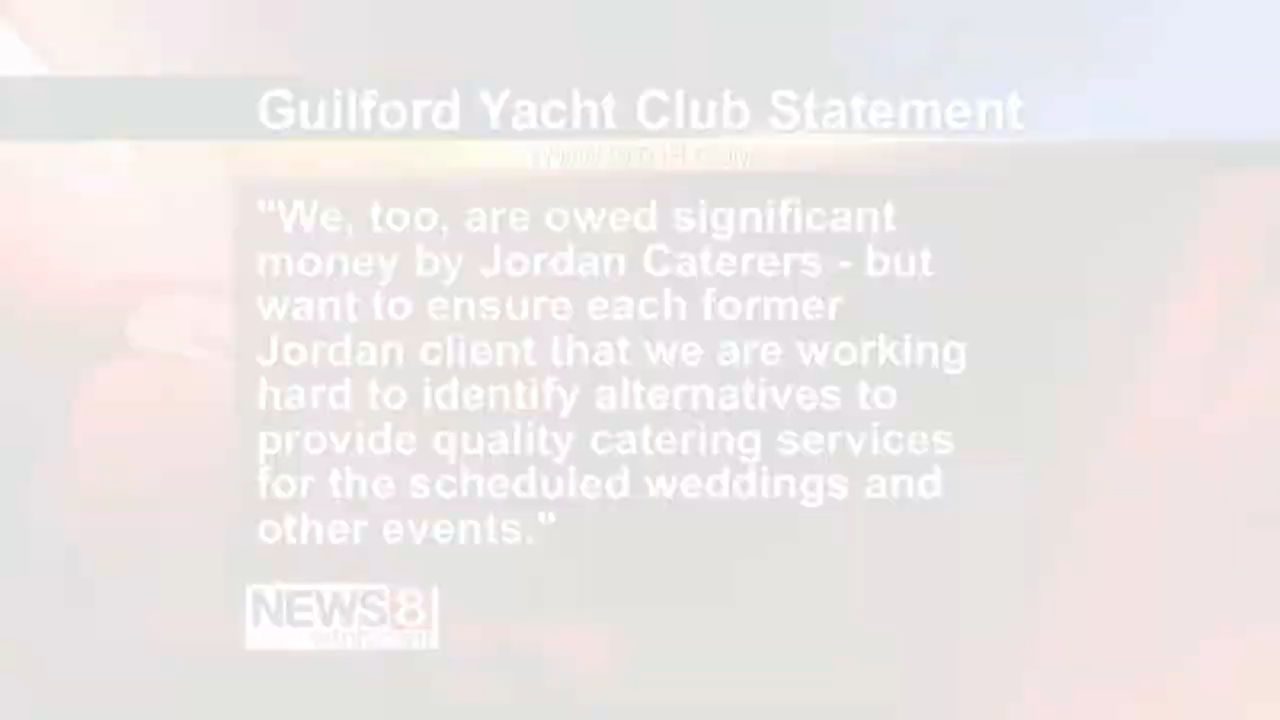 Guilford Yacht Club Statement
"We, too, are owed significant
money by Jordan Caterers - but
want to ensure each former
Jordan client that we are working
hard to identify alternatives to
provide quality catering services
for the scheduled weddings and
other events."
NEWS8